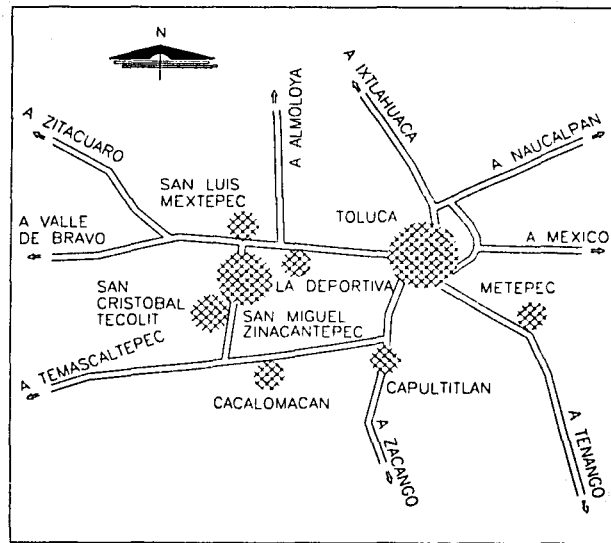 N
A ZITACUARO
A ALMOLOYA
A IXTLAHUACA
A NAUCALPAN
SAN LUIS
MEXTEPEC
TOLUCA
A VALLE
DE BRAVO
A MEXICO
SAN
CRISTOBAL
TECOLIT
LA DEPORTIVA
METEPEC
SAN MIGUEL
ZINACANTEPEC
A TEMASCALTEPEC
CACALOMACAN
CAPULTITLAN
A ZACANGO
A TENANGO